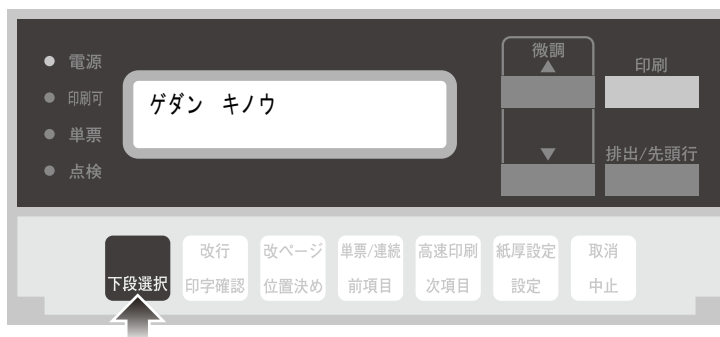 電源
印刷可
単票
点検
ゲダン キノウ
微調
▲
▼
印刷
排出/先頭行
下段選択
改行
印字確認
改ページ
位置決め
単票/連続
前項目
高速印刷
次項目
紙厚設定
設定
取消
中止